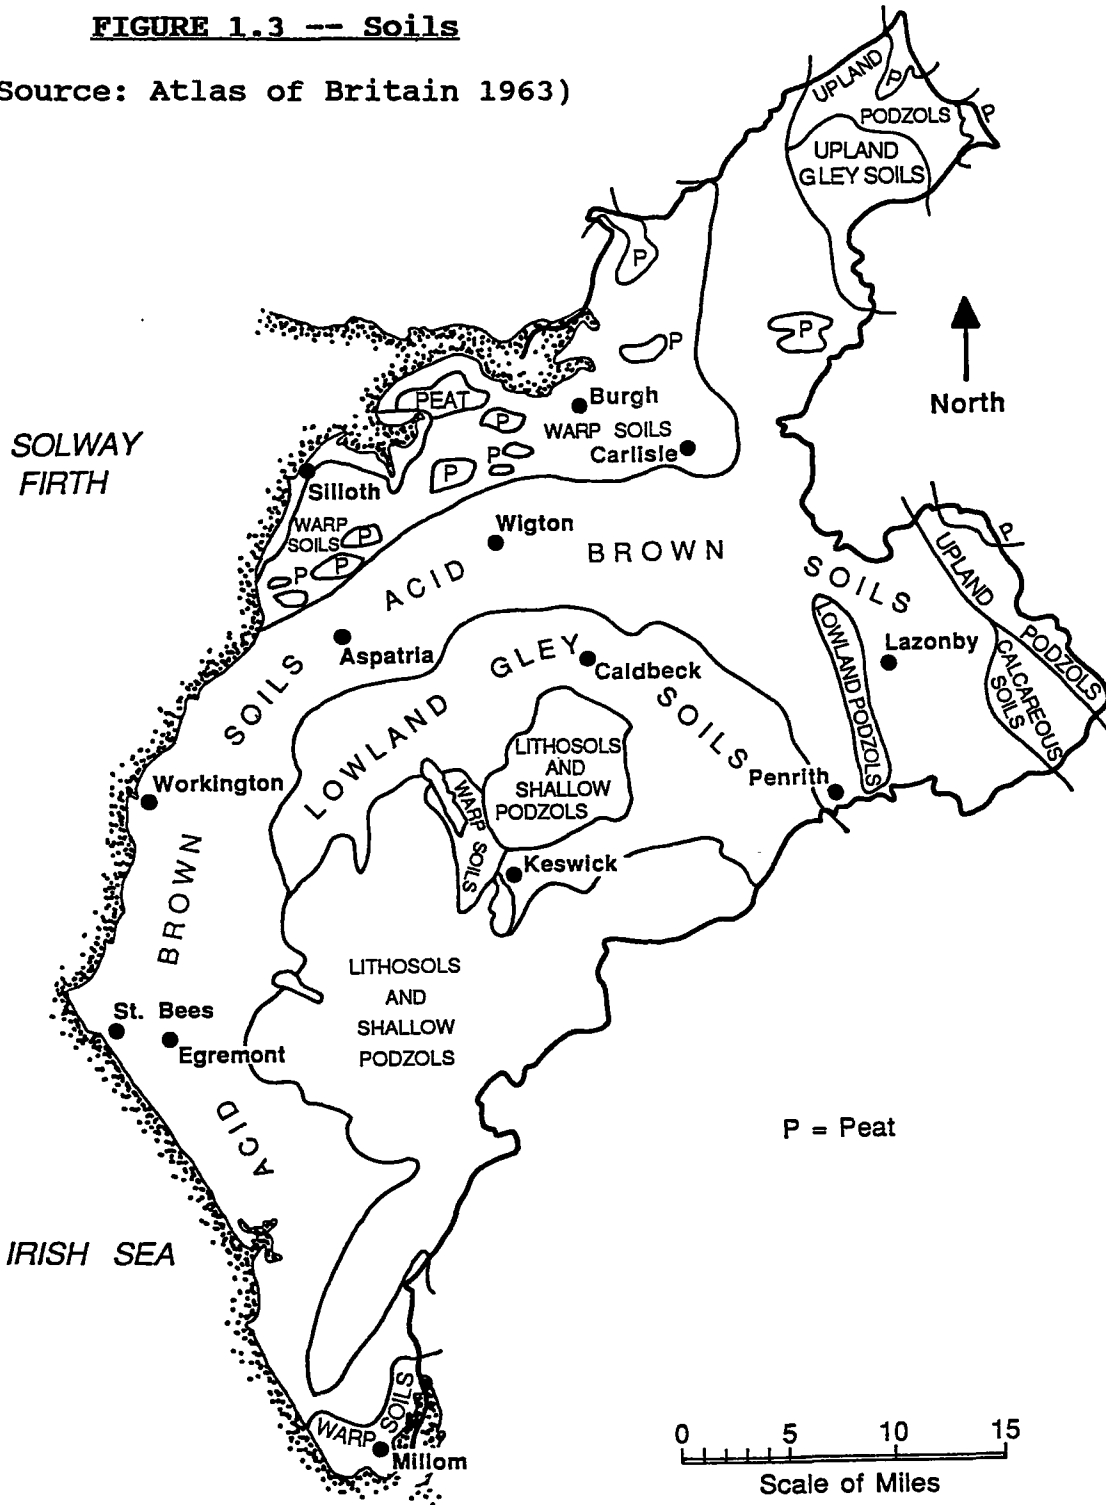 FIGURE 1.3 -- Soils
Source: Atlas of Britain 1963)
UPLAND
P
PODZOLS
P
UPLAND
GLEY SOILS
P
P
P
North
PEAT
P
Burgh
WARP SOILS
Carlisle
P
P
SOLWAY
FIRTH
Silloth
WARP
SOILS
P
P
P
Wigton
ACID BROWN SOILS
UPLAND
PODZOLS
P
LOWLAND PODZOLS
Lazonby
CALCAREOUS
SOILS
Aspatria
LOWLAND GLEY SOILS
Caldbeck
LITHOSOLS
AND
SHALLOW
PODZOLS
WARP SOILS
Penrith
Workington
Keswick
ACID BROWN SOILS
LITHOSOLS
AND
SHALLOW
PODZOLS
St. Bees
Egremont
P = Peat
IRISH SEA
WARP SOILS
Millom
0 5 10 15
Scale of Miles